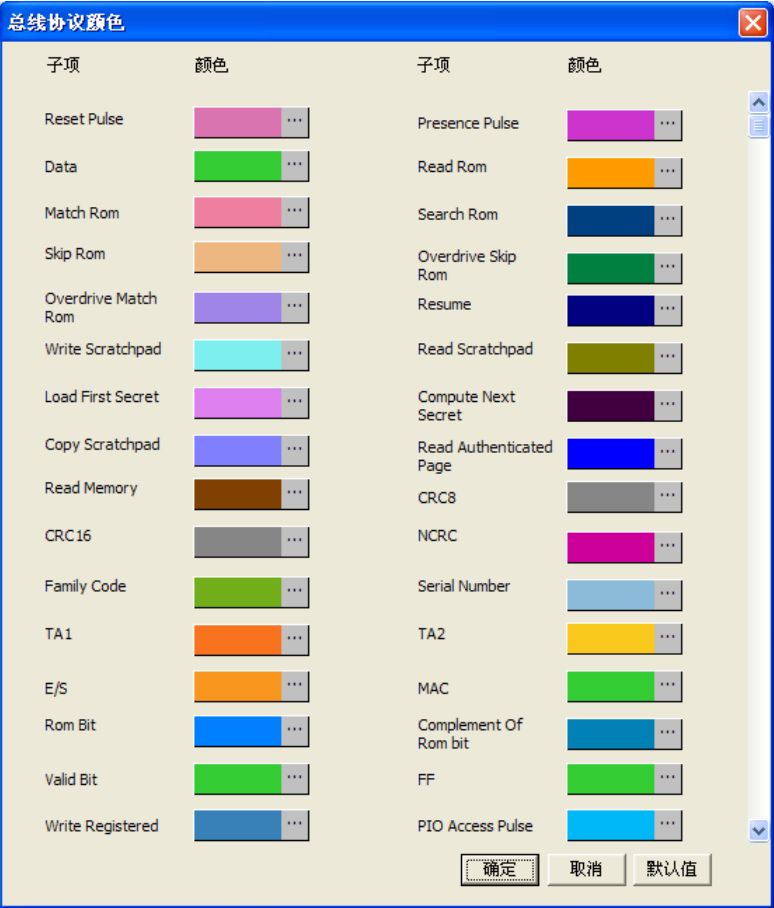 总线协议颜色
子项 颜色 子项 颜色
Reset Pulse ... Presence Pulse ...
Data ... Read Rom ...
Match Rom ... Search Rom ...
Skip Rom ... Overdrive Skip
Rom ...
Overdrive Match
Rom ... Resume ...
Write Scratchpad ... Read Scratchpad ...
Load First Secret ... Compute Next
Secret ...
Copy Scratchpad ... Read Authenticated
Page ...
Read Memory ... CRC8 ...
CRC16 ... NCRC ...
Family Code ... Serial Number ...
TA1 ... TA2 ...
E/S ... MAC ...
Rom Bit ... Complement Of
Rom bit ...
Valid Bit ... FF ...
Write Registered ... PIO Access Pulse ...
确定 取消 默认值